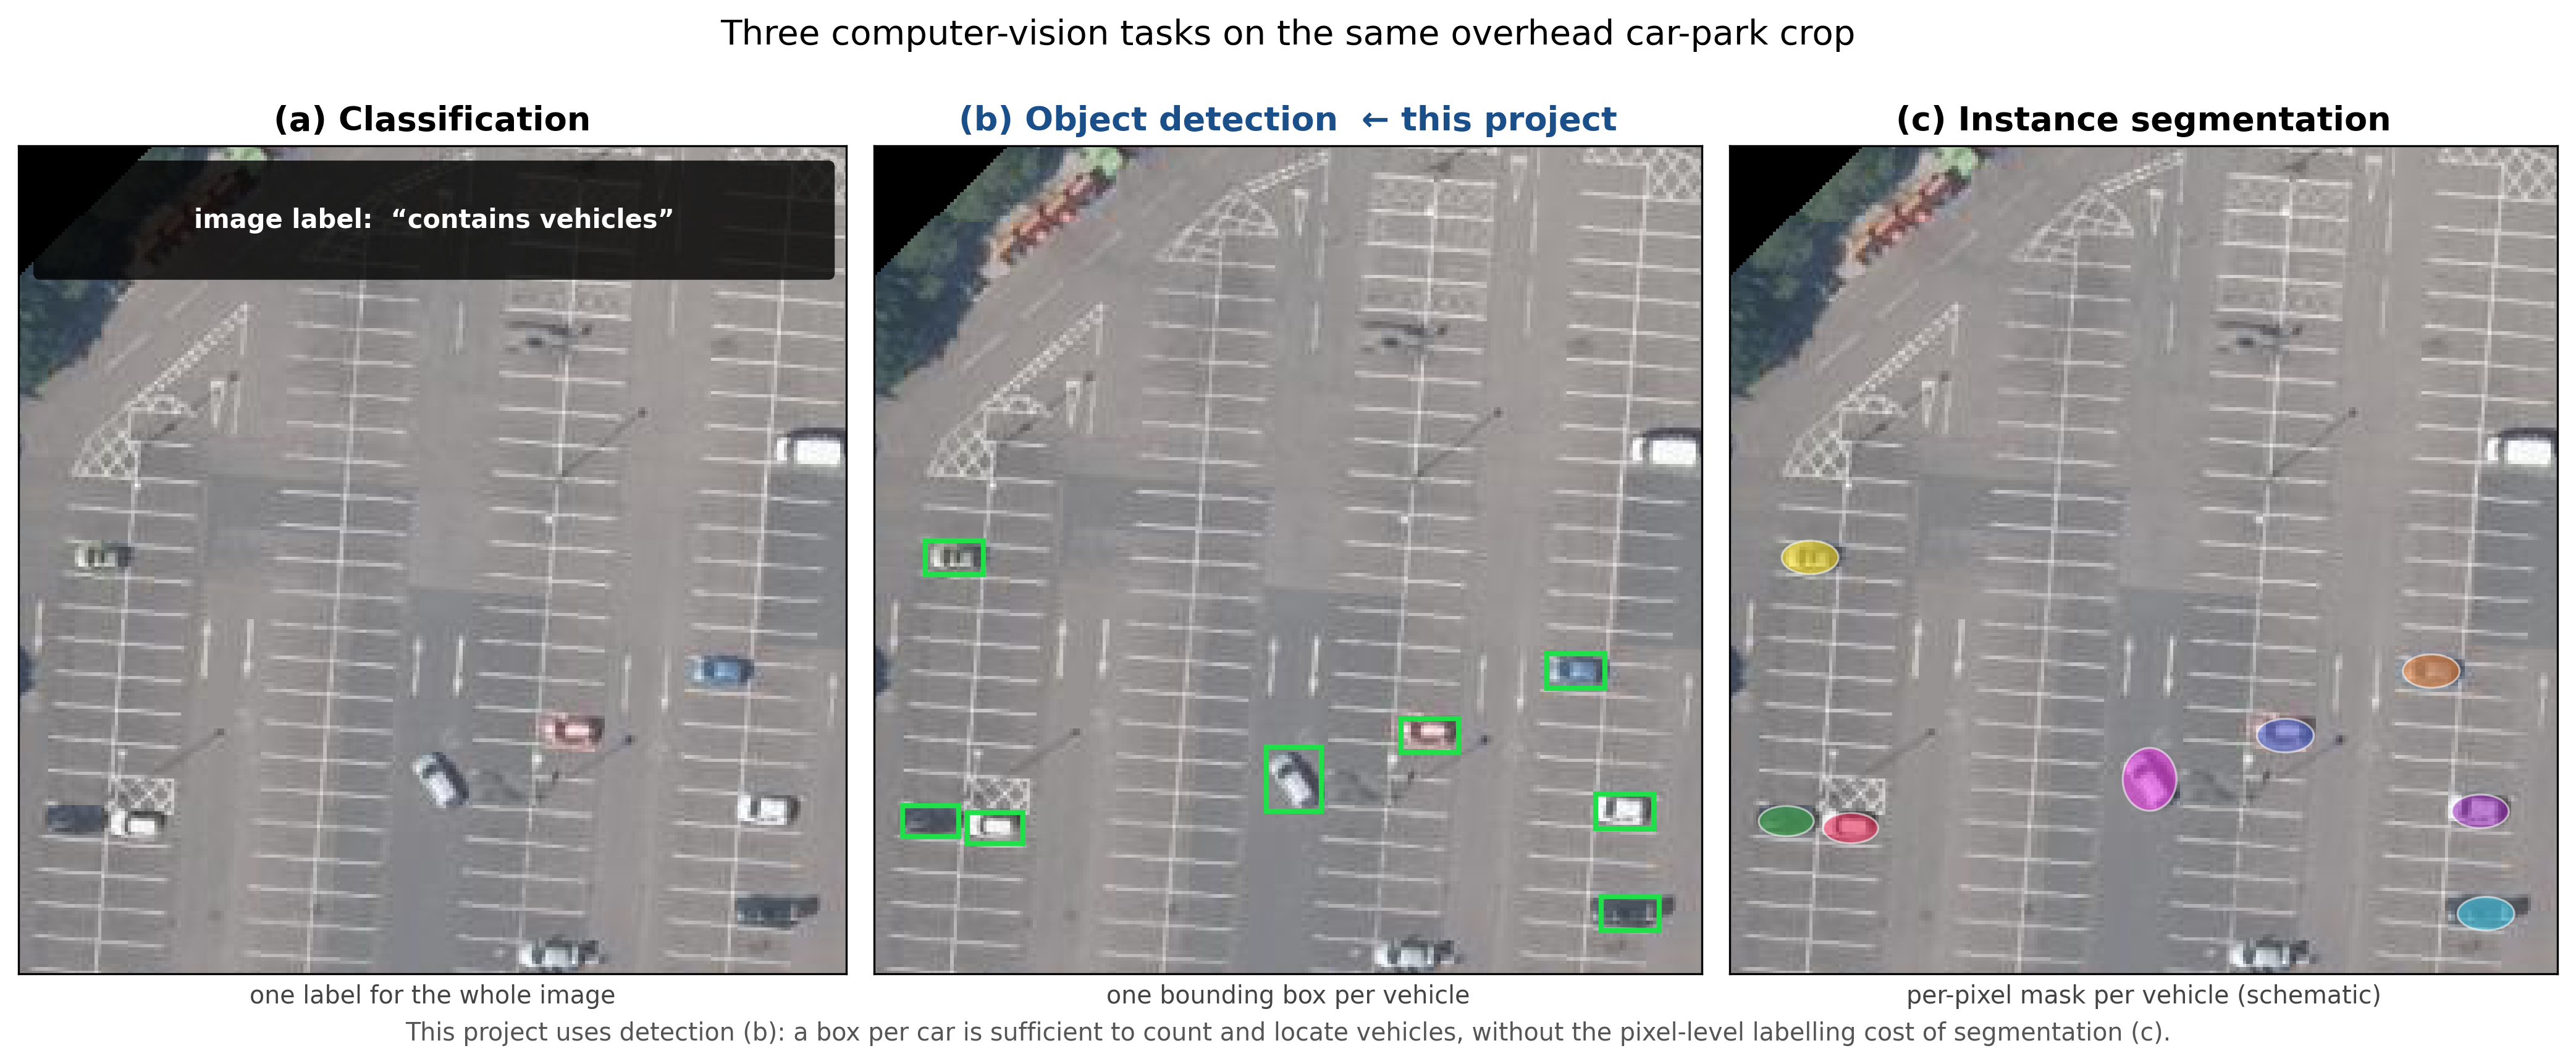 Three computer-vision tasks on the same overhead car-park crop
(a) Classification
(b) Object detection ← this project
(c) Instance segmentation
image label: “contains vehicles”
one label for the whole image
one bounding box per vehicle
per-pixel mask per vehicle (schematic)
This project uses detection (b): a box per car is sufficient to count and locate vehicles, without the pixel-level labelling cost of segmentation (c).